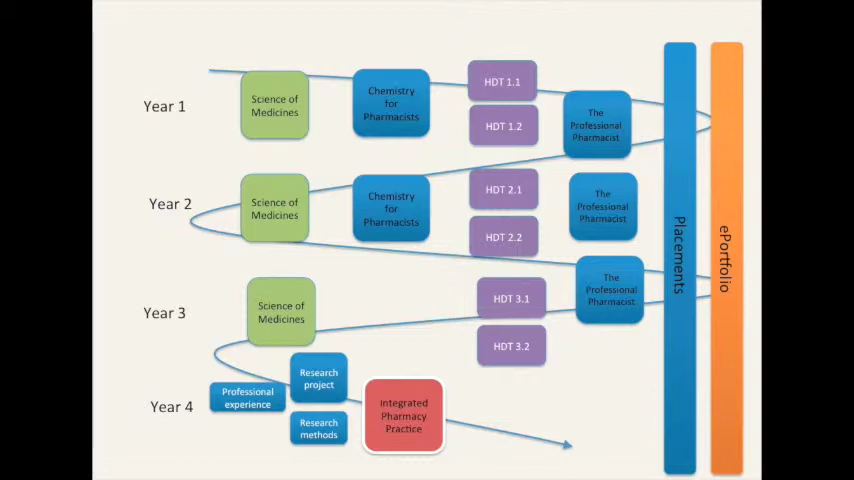 Year 1
Science of
Medicines
Chemistry
for
Pharmacists
HDT 1.1
HDT 1.2
The
Professional
Pharmacist
Year 2
Science of
Medicines
Chemistry
for
Pharmacists
HDT 2.1
HDT 2.2
The
Professional
Pharmacist
Year 3
Science of
Medicines
HDT 3.1
HDT 3.2
The
Professional
Pharmacist
Year 4
Professional
experience
Research
project
Research
methods
Integrated
Pharmacy
Practice
Placements
ePortfolio